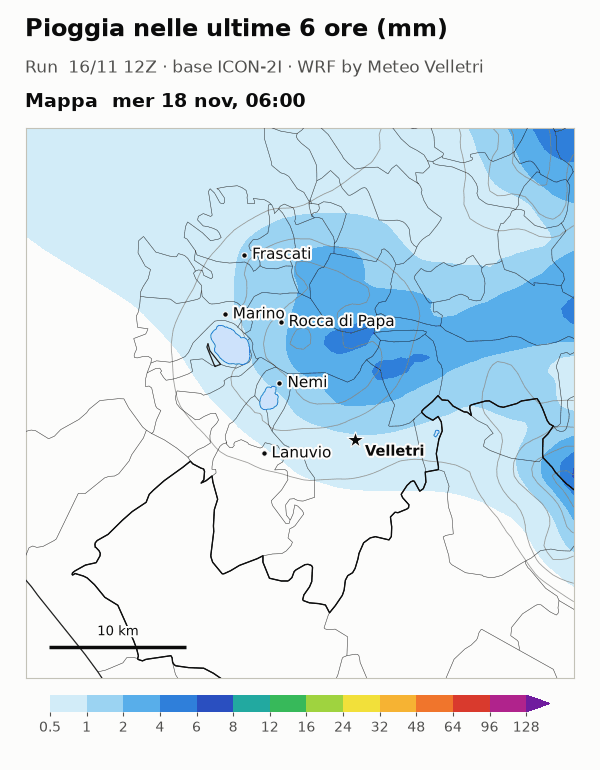 Pioggia nelle ultime 6 ore (mm)
Run 16/11 12Z · base ICON-2I · WRF by Meteo Velletri
Mappa mer 18 nov, 06:00
Frascati
Marino
Rocca di Papa
Nemi
Velletri
Lanuvio
10 km
0.5 1 2 4 6 8 12 16 24 32 48 64 96 128